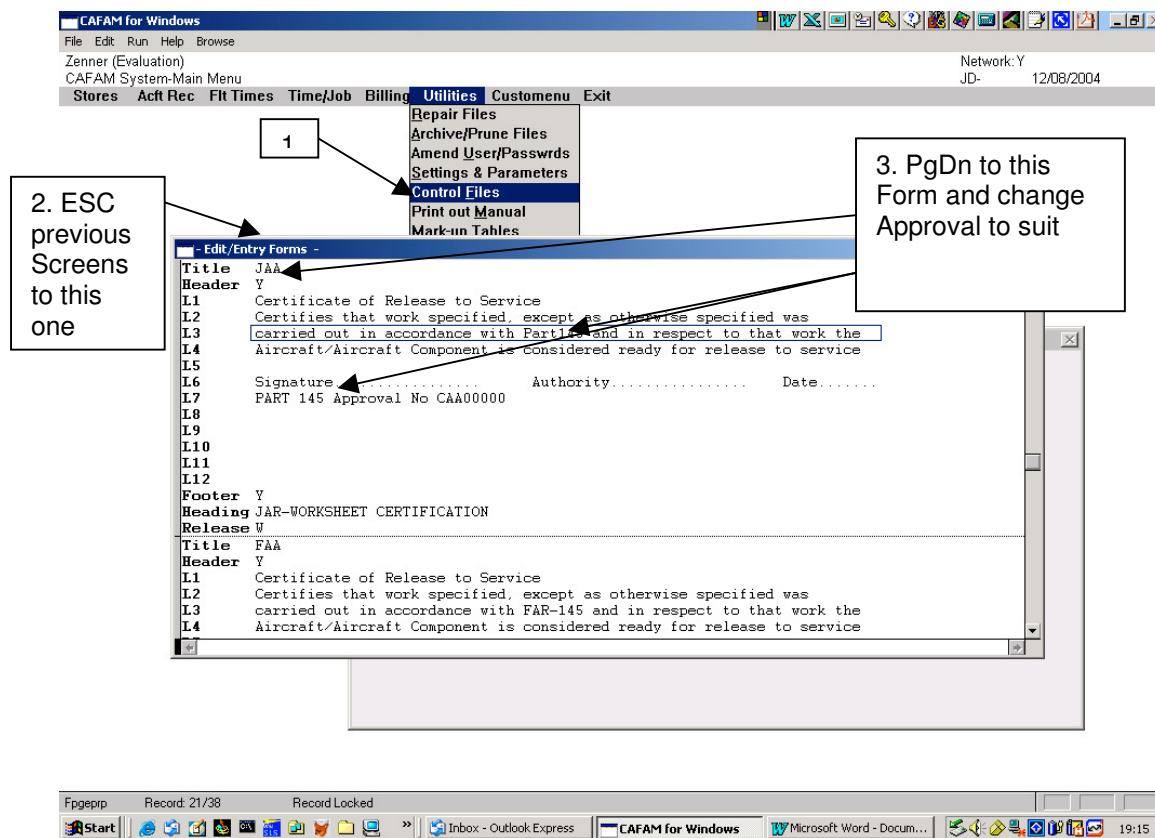 CAFAM for Windows
File Edit Run Help Browse
Zenner (Evaluation) Network: Y
CAFAM System-Main Menu JD- 12/08/2004
Stores Acft Rec Flt Times Time/Job Billing Utilities Customenu Exit
Repair Files
Archive/Prune Files
Amend User/Passwrds
Settings & Parameters
Control Files
Print out Manual
Mark-up Tables
1
2. ESC
previous
Screens
to this
one
3. PgDn to this
Form and change
Approval to suit
- Edit/Entry Forms -
Title JAA
Header Y
L1 Certificate of Release to Service
L2 Certifies that work specified, except as otherwise specified was
L3 carried out in accordance with Part145 and in respect to that work the
L4 Aircraft/Aircraft Component is considered ready for release to service
L5
L6 Signature................... Authority................ Date.......
L7 PART 145 Approval No CAA00000
L8
L9
L10
L11
L12
Footer Y
Heading JAR-WORKSHEET CERTIFICATION
Release W
Title FAA
Header Y
L1 Certificate of Release to Service
L2 Certifies that work specified, except as otherwise specified was
L3 carried out in accordance with FAR-145 and in respect to that work the
L4 Aircraft/Aircraft Component is considered ready for release to service
Fpgeprp Record: 21/38 Record Locked
Start » Inbox - Outlook Express CAFAM for Windows Microsoft Word - Docum... 19:15